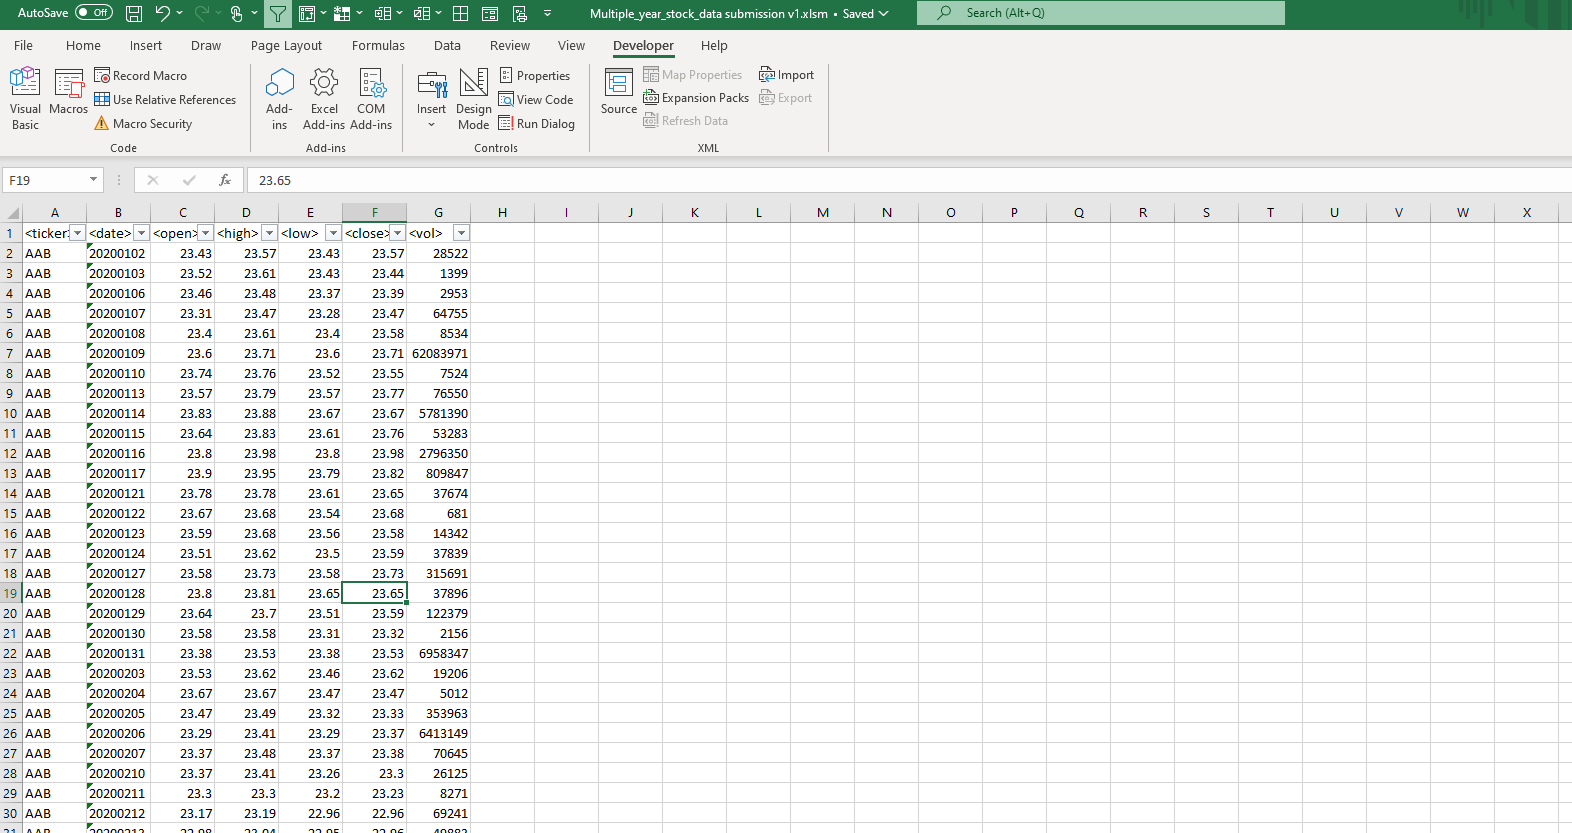 AutoSave Off Multiple_year_stock_data submission v1.xlsm • Saved Search (Alt+Q)
File Home Insert Draw Page Layout Formulas Data Review View Developer Help
Visual Basic
Macros
Record Macro
Use Relative References
Macro Security
Code
Add-ins
Excel Add-ins
COM Add-ins
Add-ins
Insert
Design Mode
Properties
View Code
Run Dialog
Controls
Source
Map Properties
Expansion Packs
Refresh Data
Import
Export
XML
F19 fx 23.65
A B C D E F G H I J K L M N O P Q R S T U V W X
1 <ticker> <date> <open> <high> <low> <close> <vol>
2 AAB 20200102 23.43 23.57 23.43 23.57 28522
3 AAB 20200103 23.52 23.61 23.43 23.44 1399
4 AAB 20200106 23.46 23.48 23.37 23.39 2953
5 AAB 20200107 23.31 23.47 23.28 23.47 64755
6 AAB 20200108 23.4 23.61 23.4 23.58 8534
7 AAB 20200109 23.6 23.71 23.6 23.71 62083971
8 AAB 20200110 23.74 23.76 23.52 23.55 7524
9 AAB 20200113 23.57 23.79 23.57 23.77 76550
10 AAB 20200114 23.83 23.88 23.67 23.67 5781390
11 AAB 20200115 23.64 23.83 23.61 23.76 53283
12 AAB 20200116 23.8 23.98 23.8 23.98 2796350
13 AAB 20200117 23.9 23.95 23.79 23.82 809847
14 AAB 20200121 23.78 23.78 23.61 23.65 37674
15 AAB 20200122 23.67 23.68 23.54 23.68 681
16 AAB 20200123 23.59 23.68 23.56 23.58 14342
17 AAB 20200124 23.51 23.62 23.5 23.59 37839
18 AAB 20200127 23.58 23.73 23.58 23.73 315691
19 AAB 20200128 23.8 23.81 23.65 23.65 37896
20 AAB 20200129 23.64 23.7 23.51 23.59 122379
21 AAB 20200130 23.58 23.58 23.31 23.32 2156
22 AAB 20200131 23.38 23.53 23.38 23.53 6958347
23 AAB 20200203 23.53 23.62 23.46 23.62 19206
24 AAB 20200204 23.67 23.67 23.47 23.47 5012
25 AAB 20200205 23.47 23.49 23.32 23.33 353963
26 AAB 20200206 23.29 23.41 23.29 23.37 6413149
27 AAB 20200207 23.37 23.48 23.37 23.38 70645
28 AAB 20200210 23.37 23.41 23.26 23.3 26125
29 AAB 20200211 23.3 23.3 23.2 23.23 8271
30 AAB 20200212 23.17 23.19 22.96 22.96 69241